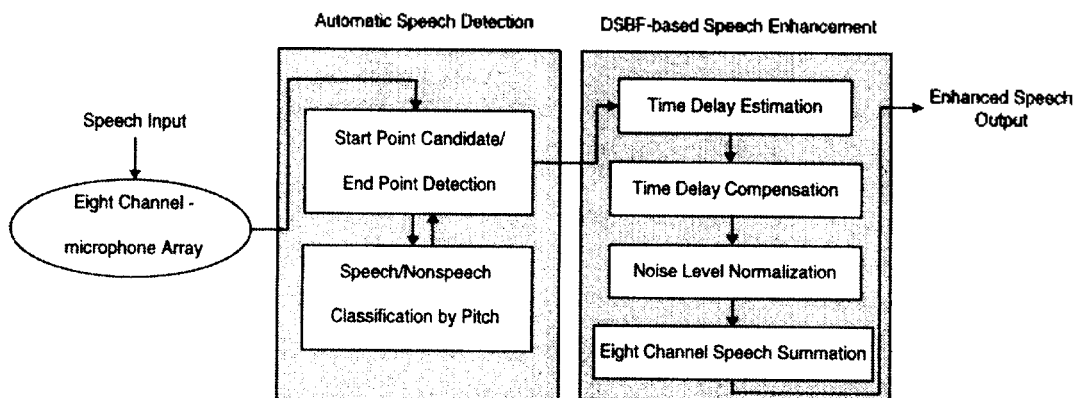 Automatic Speech Detection
DSBF-based Speech Enhancement
Speech Input
Eight Channel -
microphone Array
Start Point Candidate/
End Point Detection
Speech/Nonspeech
Classification by Pitch
Time Delay Estimation
Time Delay Compensation
Noise Level Normalization
Eight Channel Speech Summation
Enhanced Speech
Output